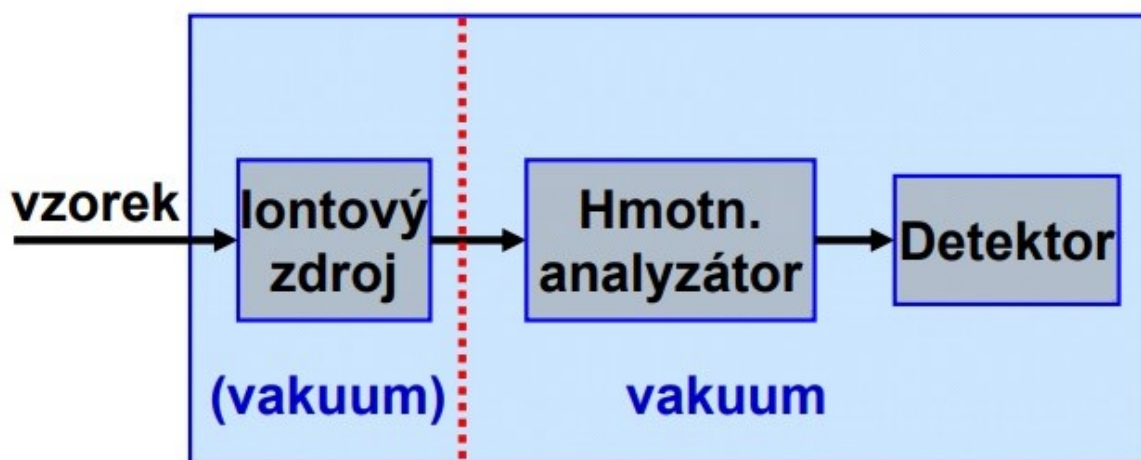 vzorek
Iontový
zdroj
Hmotn.
analyzátor
Detektor
(vakuum)
vakuum